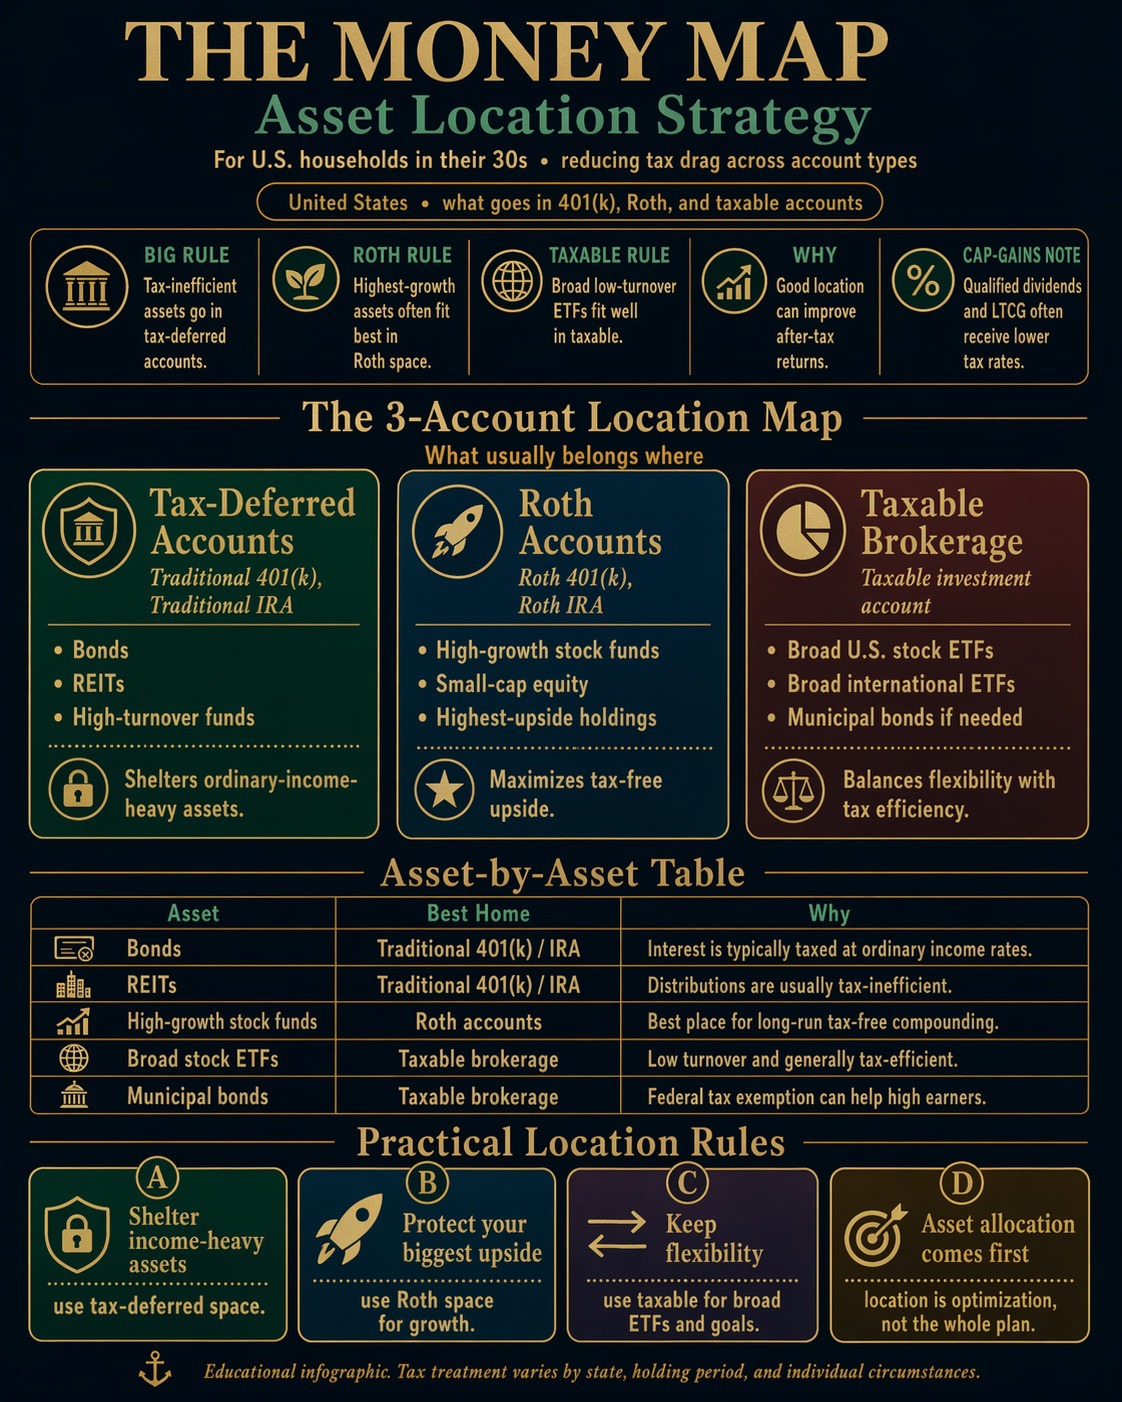 THE MONEY MAP
Asset Location Strategy
For U.S. households in their 30s • reducing tax drag across account types
United States • what goes in 401(k), Roth, and taxable accounts
BIG RULE
Tax-inefficient
assets go in
tax-deferred
accounts.
ROTH RULE
Highest-growth
assets often fit
best in
Roth space.
TAXABLE RULE
Broad low-turnover
ETFs fit well
in taxable.
WHY
Good location
can improve
after-tax
returns.
CAP-GAINS NOTE
Qualified dividends
and LTCG often
receive lower
tax rates.
The 3-Account Location Map
What usually belongs where
Tax-Deferred
Accounts
Traditional 401(k),
Traditional IRA
• Bonds
• REITs
• High-turnover funds
Shelters ordinary-income-
heavy assets.
Roth
Accounts
Roth 401(k),
Roth IRA
• High-growth stock funds
• Small-cap equity
• Highest-upside holdings
Maximizes tax-free
upside.
Taxable
Brokerage
Taxable investment
account
• Broad U.S. stock ETFs
• Broad international ETFs
• Municipal bonds if needed
Balances flexibility with
tax efficiency.
Asset-by-Asset Table
Asset Best Home Why
Bonds Traditional 401(k) / IRA Interest is typically taxed at ordinary income rates.
REITs Traditional 401(k) / IRA Distributions are usually tax-inefficient.
High-growth stock funds Roth accounts Best place for long-run tax-free compounding.
Broad stock ETFs Taxable brokerage Low turnover and generally tax-efficient.
Municipal bonds Taxable brokerage Federal tax exemption can help high earners.
Practical Location Rules
A
Shelter
income-heavy
assets
use tax-deferred space.
B
Protect your
biggest upside
use Roth space
for growth.
C
Keep
flexibility
use taxable for broad
ETFs and goals.
D
Asset allocation
comes first
location is optimization,
not the whole plan.
Educational infographic. Tax treatment varies by state, holding period, and individual circumstances.